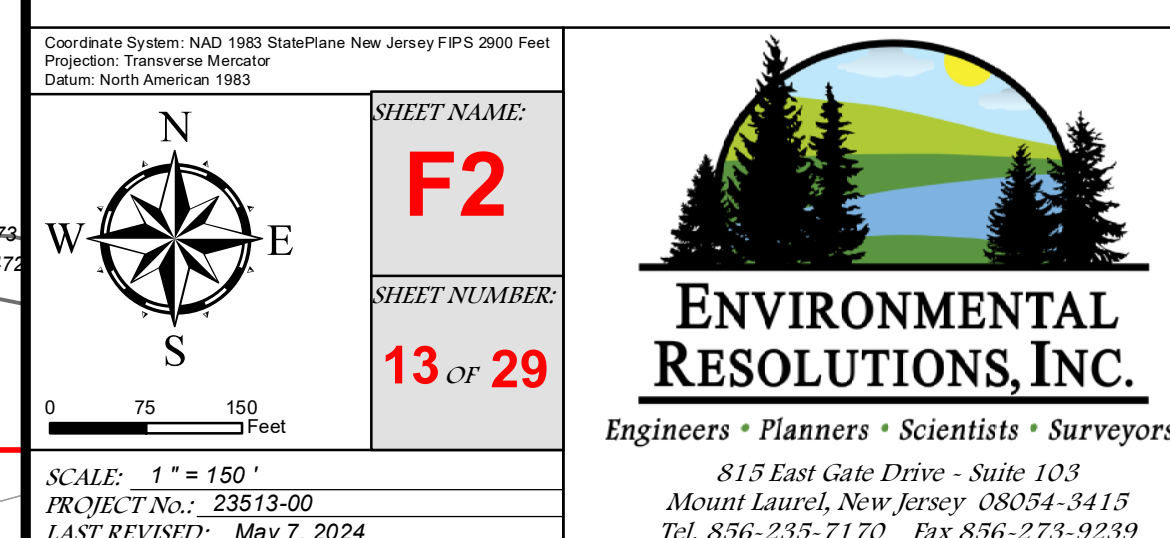 Coordinate System: NAD 1983 StatePlane New Jersey FIPS 2900 Feet
Projection: Transverse Mercator
Datum: North American 1983
N
W
E
S
0 75 150
Feet
SHEET NAME:
F2
SHEET NUMBER:
13 OF 29
SCALE: 1 " = 150 '
PROJECT No.: 23513-00
LAST REVISED: May 7, 2024
ENVIRONMENTAL
RESOLUTIONS, INC.
Engineers • Planners • Scientists • Surveyors
815 East Gate Drive ~ Suite 103
Mount Laurel, New Jersey 08054-3415
Tel. 856-235-7170 Fax 856-273-9239